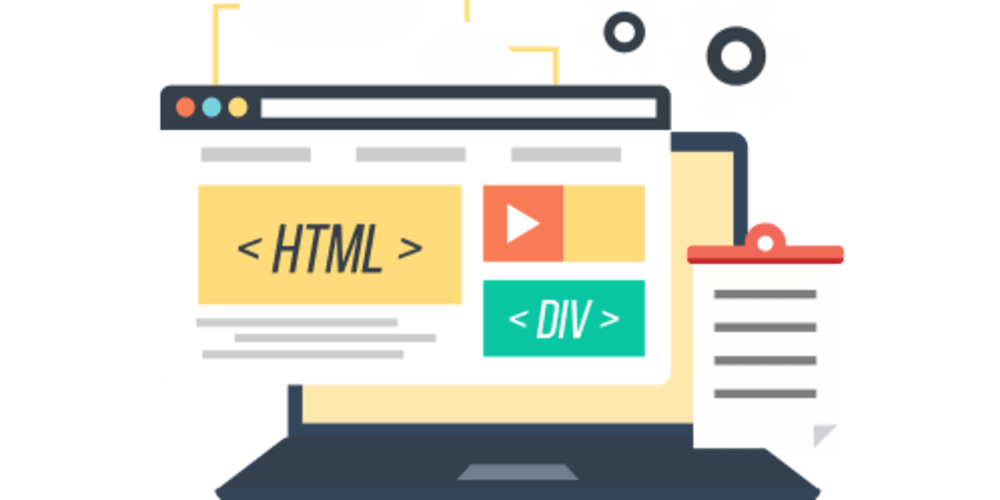 < HTML >
< DIV >